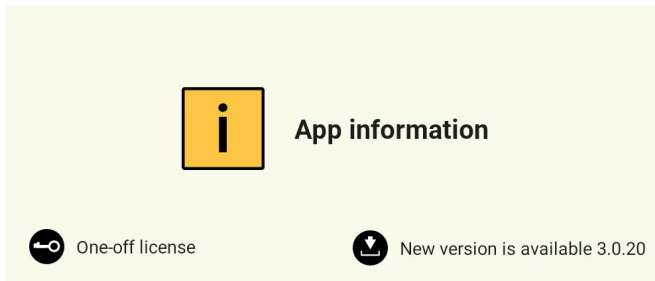 i
App information
One-off license
New version is available 3.0.20